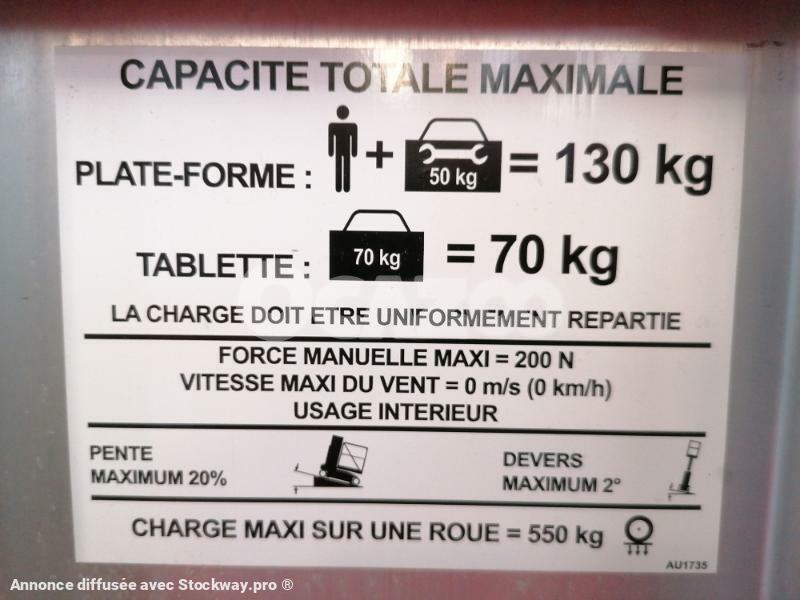 CAPACITE TOTALE MAXIMALE
PLATE-FORME : + 50 kg = 130 kg
TABLETTE : 70 kg = 70 kg
LA CHARGE DOIT ETRE UNIFORMEMENT REPARTIE
FORCE MANUELLE MAXI = 200 N
VITESSE MAXI DU VENT = 0 m/s (0 km/h)
USAGE INTERIEUR
PENTE
MAXIMUM 20%
DEVERS
MAXIMUM 2°
CHARGE MAXI SUR UNE ROUE = 550 kg
AU1735
Annonce diffusée avec Stockway.pro ®